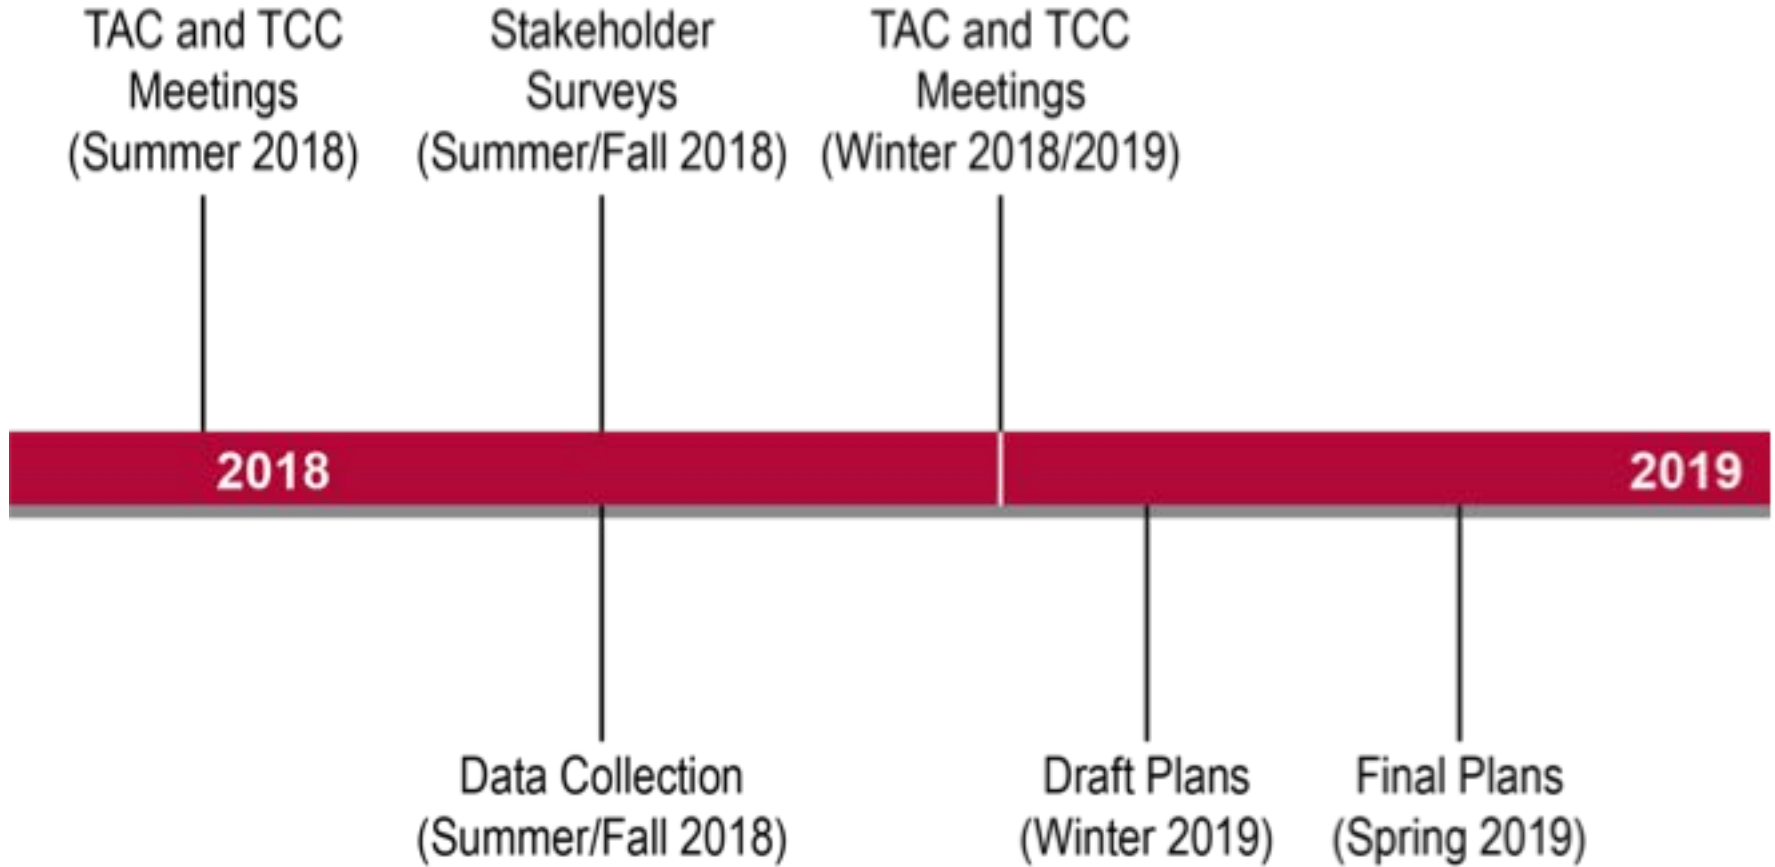 TAC and TCC
Meetings
(Summer 2018)
Stakeholder
Surveys
(Summer/Fall 2018)
TAC and TCC
Meetings
(Winter 2018/2019)
2018
2019
Data Collection
(Summer/Fall 2018)
Draft Plans
(Winter 2019)
Final Plans
(Spring 2019)